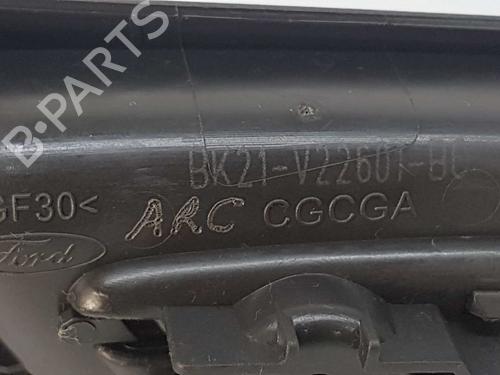 B-PARTS
BK21-V22601-BC
GF30< ARC CGCGA
Ford